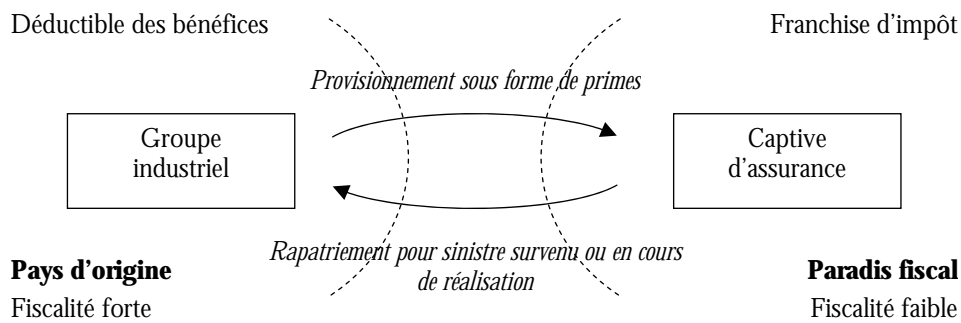 Déductible des bénéfices
Franchise d'impôt
Provisionnement sous forme de primes
Groupe
industriel
Captive
d'assurance
Rapatriement pour sinistre survenu ou en cours
de réalisation
Pays d'origine
Fiscalité forte
Paradis fiscal
Fiscalité faible